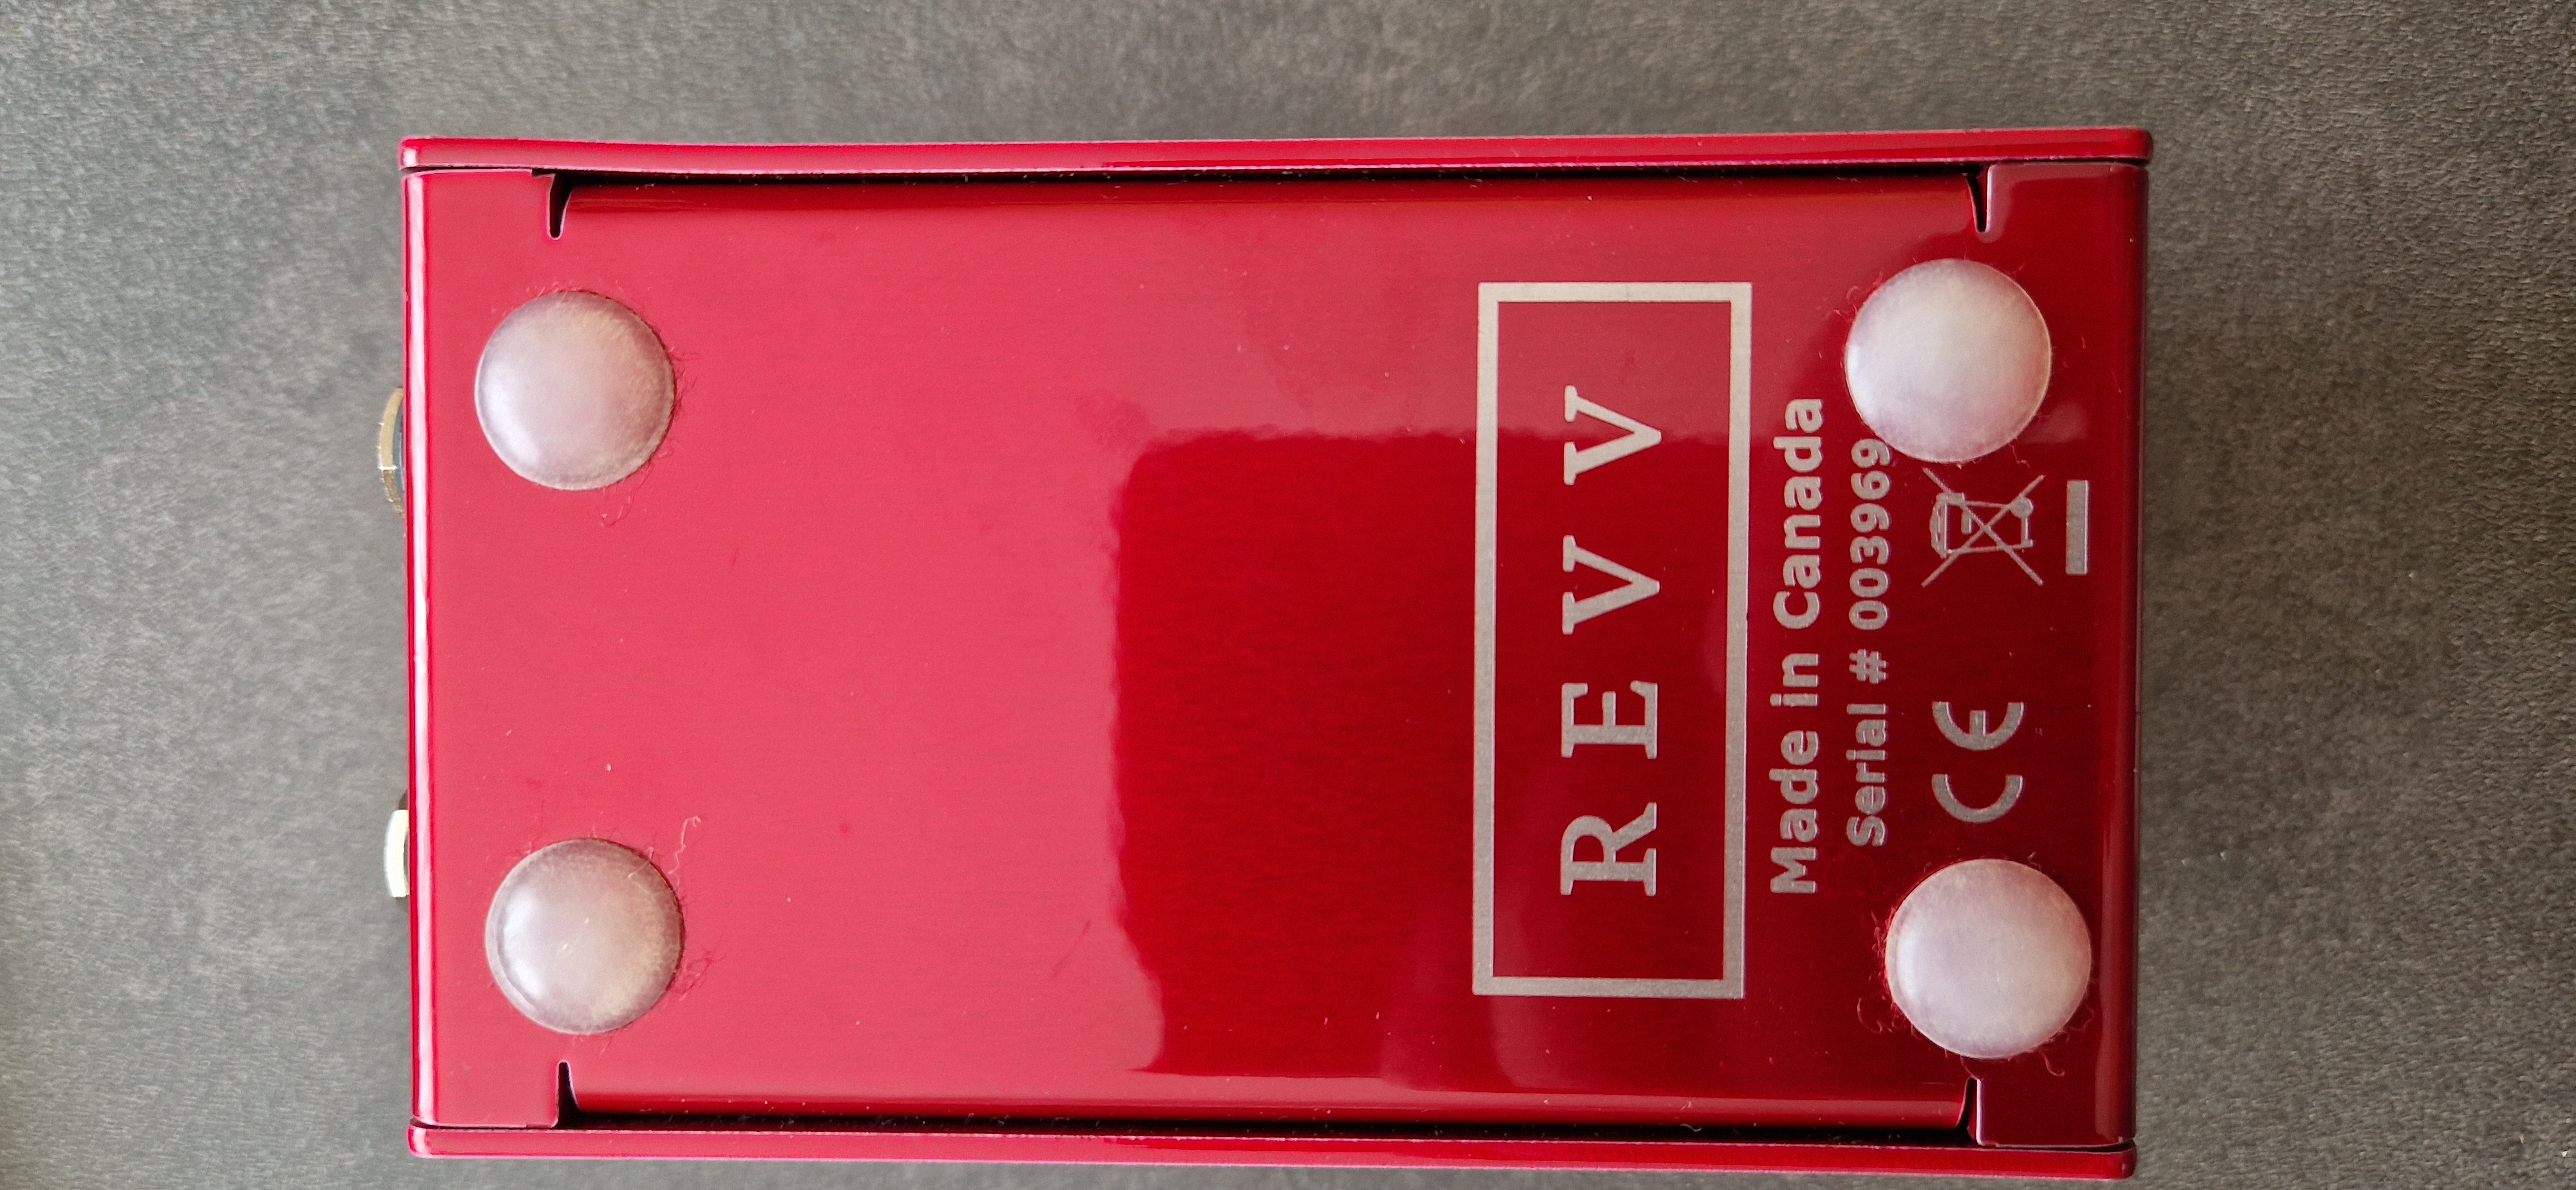 REVV
Made in Canada
Serial # 003969
CE